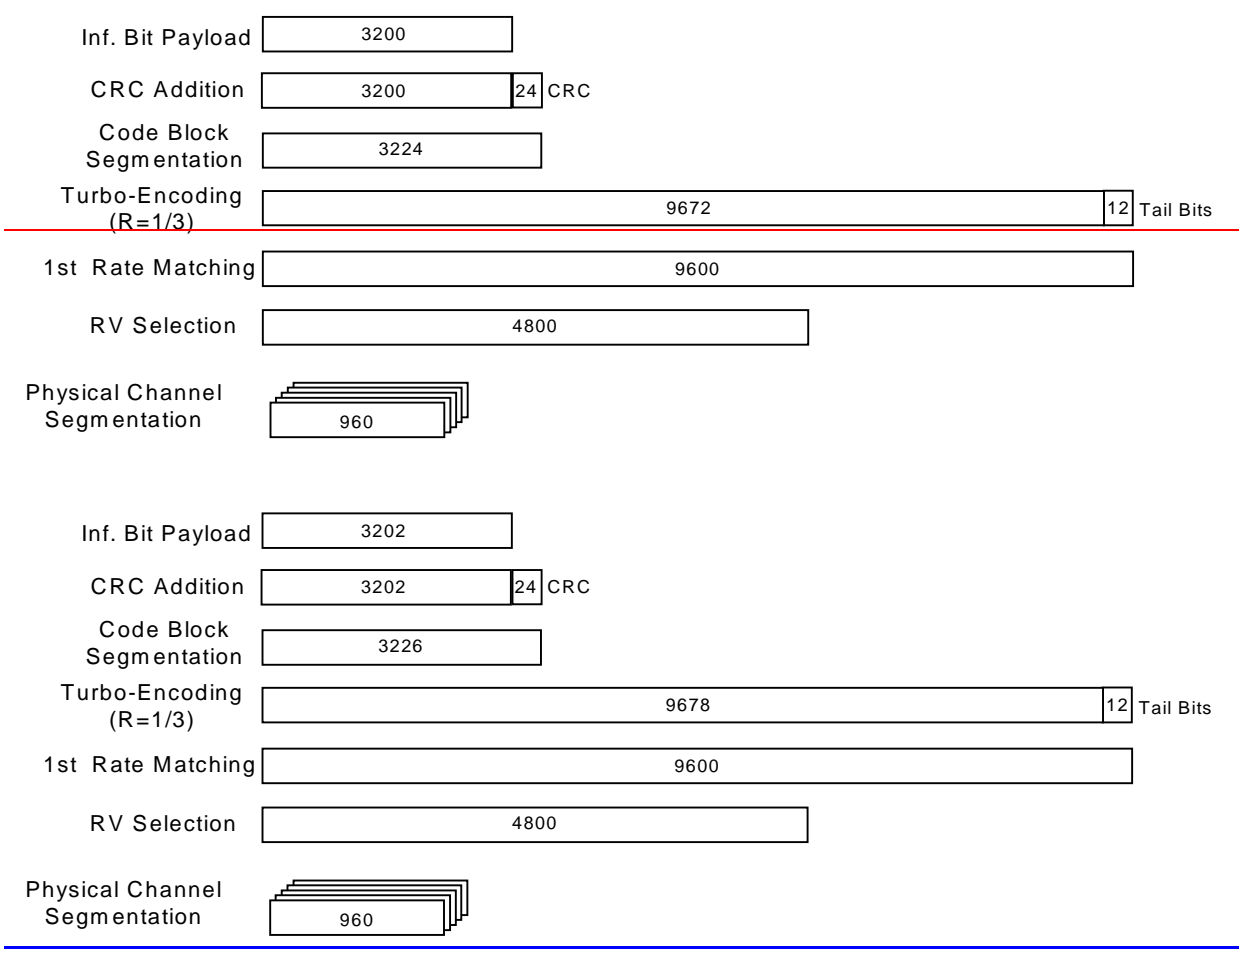 Inf. Bit Payload 3200
CRC Addition 3200 24 CRC
Code Block
Segmentation 3224
Turbo-Encoding
(R=1/3) 9672 12 Tail Bits
1st Rate Matching 9600
RV Selection 4800
Physical Channel
Segmentation 960
Inf. Bit Payload 3202
CRC Addition 3202 24 CRC
Code Block
Segmentation 3226
Turbo-Encoding
(R=1/3) 9678 12 Tail Bits
1st Rate Matching 9600
RV Selection 4800
Physical Channel
Segmentation 960